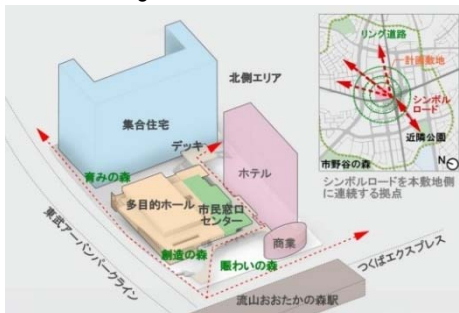 北側エリア
集合住宅
デッキ
ホテル
育みの森
多目的ホール
市民窓口
センター
商業
創造の森
賑わいの森
東武アーバンパークライン
つくばエクスプレス
流山おおたかの森駅
リング道路
計画敷地
シンボル
ロード
近隣公園
市野谷の森
N
シンボルロードを本敷地側
に連続する拠点